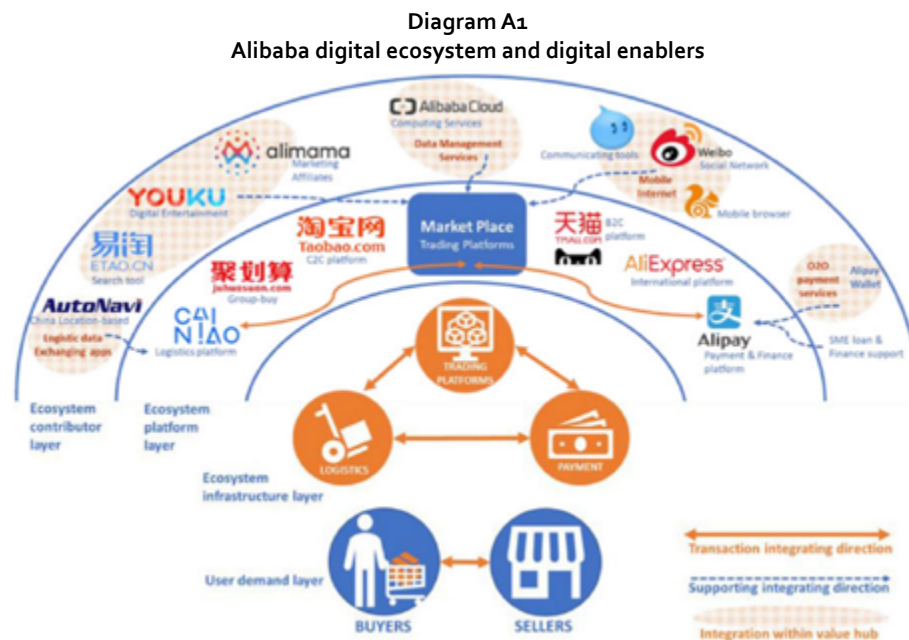 Diagram A1
Alibaba digital ecosystem and digital enablers
Alibaba Cloud
Computing Services
Data Management
Services
alimama
Marketing
Affiliates
YOUKU
Digital Entertainment
易淘
ETAO.CN
Search tool
AutoNavi
China Location-based
Logistic data
Exchanging apps
Communicating tools
Weibo
Social Network
Mobile
Internet
Mobile browser
O2O
payment
services
Alipay
Wallet
SME loan &
Finance support
Market Place
Trading Platforms
淘宝网
Taobao.com
C2C platform
聚划算
juhuasuan.com
Group-buy
CAI
NIAO
Logistics platform
天猫
TMALL.COM
B2C
platform
AliExpress
International platform
支
Alipay
Payment & Finance
platform
TRADING
PLATFORMS
LOGISTICS
PAYMENT
Ecosystem
contributor
layer
Ecosystem
platform
layer
Ecosystem
infrastructure layer
User demand layer
BUYERS
SELLERS
Transaction integrating direction
Supporting integrating direction
Integration within value hub